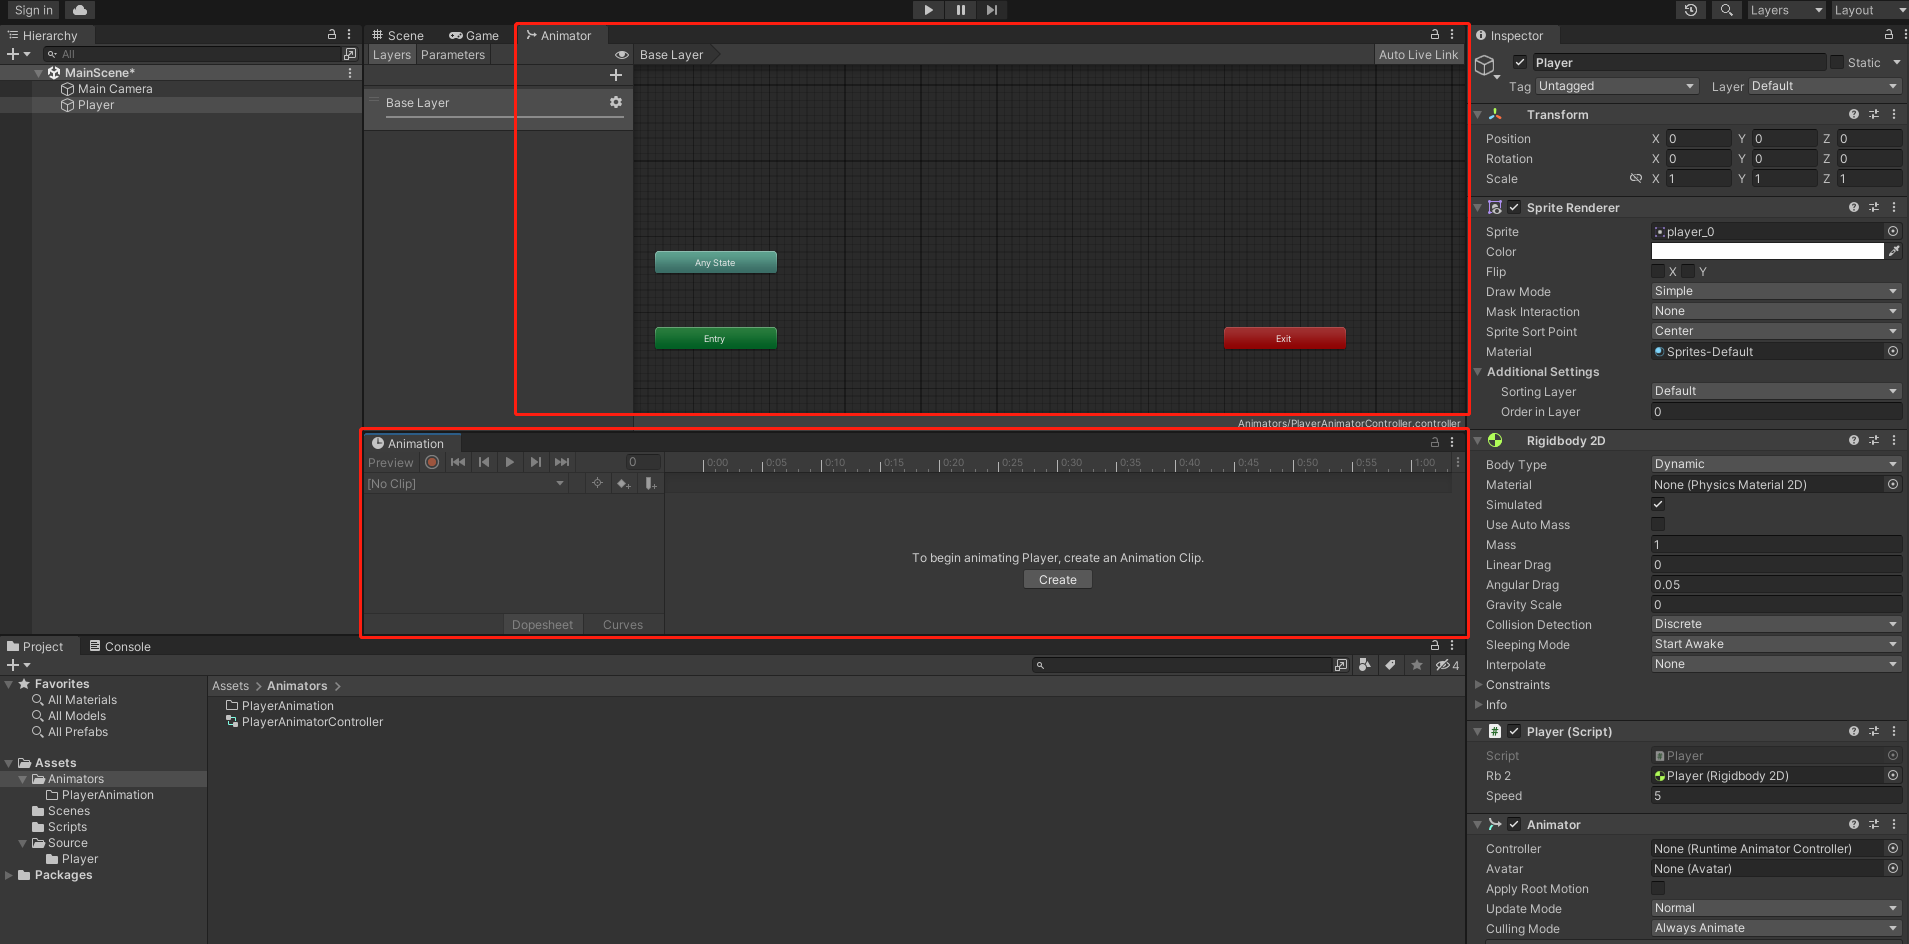 Sign in
Layers
Layout
Hierarchy
All
MainScene*
Main Camera
Player
Scene
Game
Animator
Layers
Parameters
Base Layer
Auto Live Link
Base Layer
Any State
Entry
Exit
Animators/PlayerAnimatorController.controller
Animation
Preview
0
0:00
0:05
0:10
0:15
0:20
0:25
0:30
0:35
0:40
0:45
0:50
0:55
1:00
[No Clip]
To begin animating Player, create an Animation Clip.
Create
Dopesheet
Curves
Project
Console
4
Favorites
All Materials
All Models
All Prefabs
Assets
Animators
PlayerAnimation
Scenes
Scripts
Source
Player
Packages
Assets > Animators >
PlayerAnimation
PlayerAnimatorController
Inspector
Player
Static
Tag Untagged
Layer Default
Transform
Position X 0 Y 0 Z 0
Rotation X 0 Y 0 Z 0
Scale X 1 Y 1 Z 1
Sprite Renderer
Sprite player_0
Color
Flip X Y
Draw Mode Simple
Mask Interaction None
Sprite Sort Point Center
Material Sprites-Default
Additional Settings
Sorting Layer Default
Order in Layer 0
Rigidbody 2D
Body Type Dynamic
Material None (Physics Material 2D)
Simulated
Use Auto Mass
Mass 1
Linear Drag 0
Angular Drag 0.05
Gravity Scale 0
Collision Detection Discrete
Sleeping Mode Start Awake
Interpolate None
Constraints
Info
# Player (Script)
Script Player
Rb 2 Player (Rigidbody 2D)
Speed 5
Animator
Controller None (Runtime Animator Controller)
Avatar None (Avatar)
Apply Root Motion
Update Mode Normal
Culling Mode Always Animate